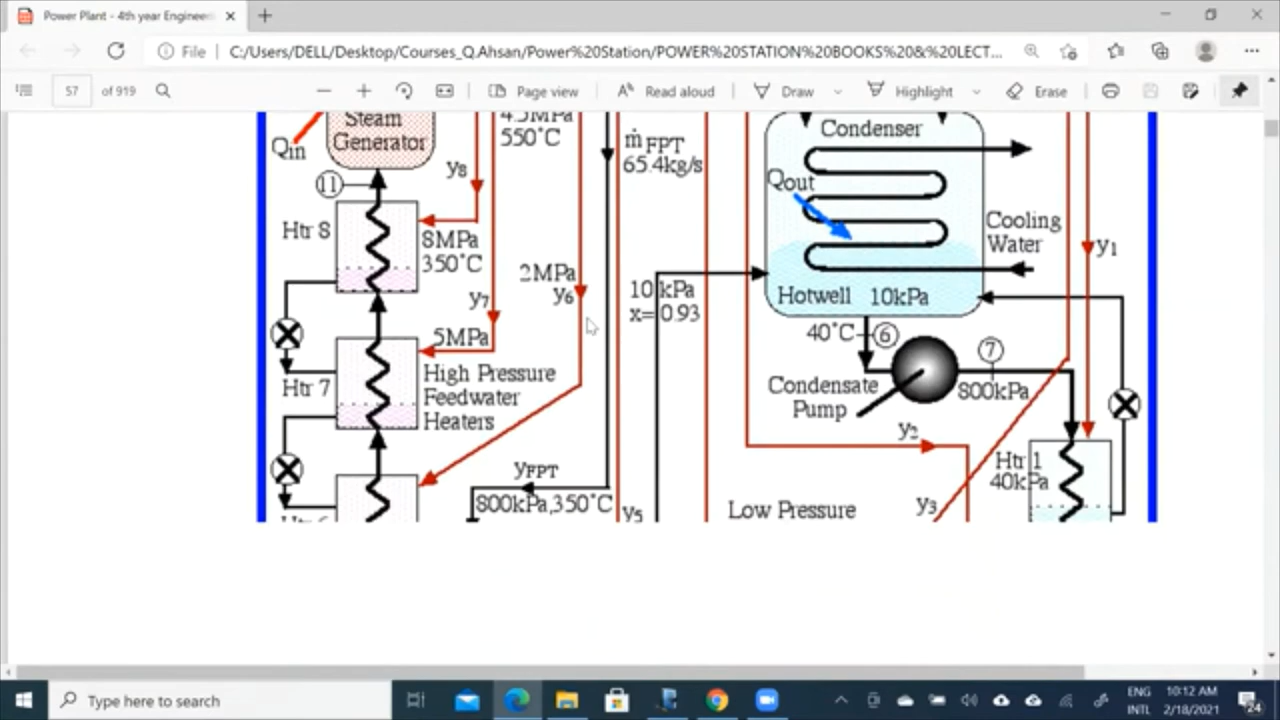 Power Plant - 4th year Engineeri
File
C:/Users/DELL/Desktop/Courses_Q.Ahsan/Power%20Station/POWER%20STATION%20BOOKS%20&%20LECT...
57 of 919
Page view
Read aloud
Draw
Highlight
Erase
Steam
Generator
Qin
11
y8
4.5MPa
550°C
ṁFPT
65.4kg/s
Condenser
Qout
Cooling
Water
Htr 8
8MPa
350°C
2MPa
y6
y7
10 kPa
x= 0.93
Hotwell 10kPa
y1
40°C
6
7
5MPa
Htr 7
High Pressure
Feedwater
Heaters
Condensate
Pump
800kPa
y2
Htr 1
40kPa
yFPT
800kPa,350°C
y5
Low Pressure
y3
Type here to search
ENG
INTL
10:12 AM
2/18/2021
24